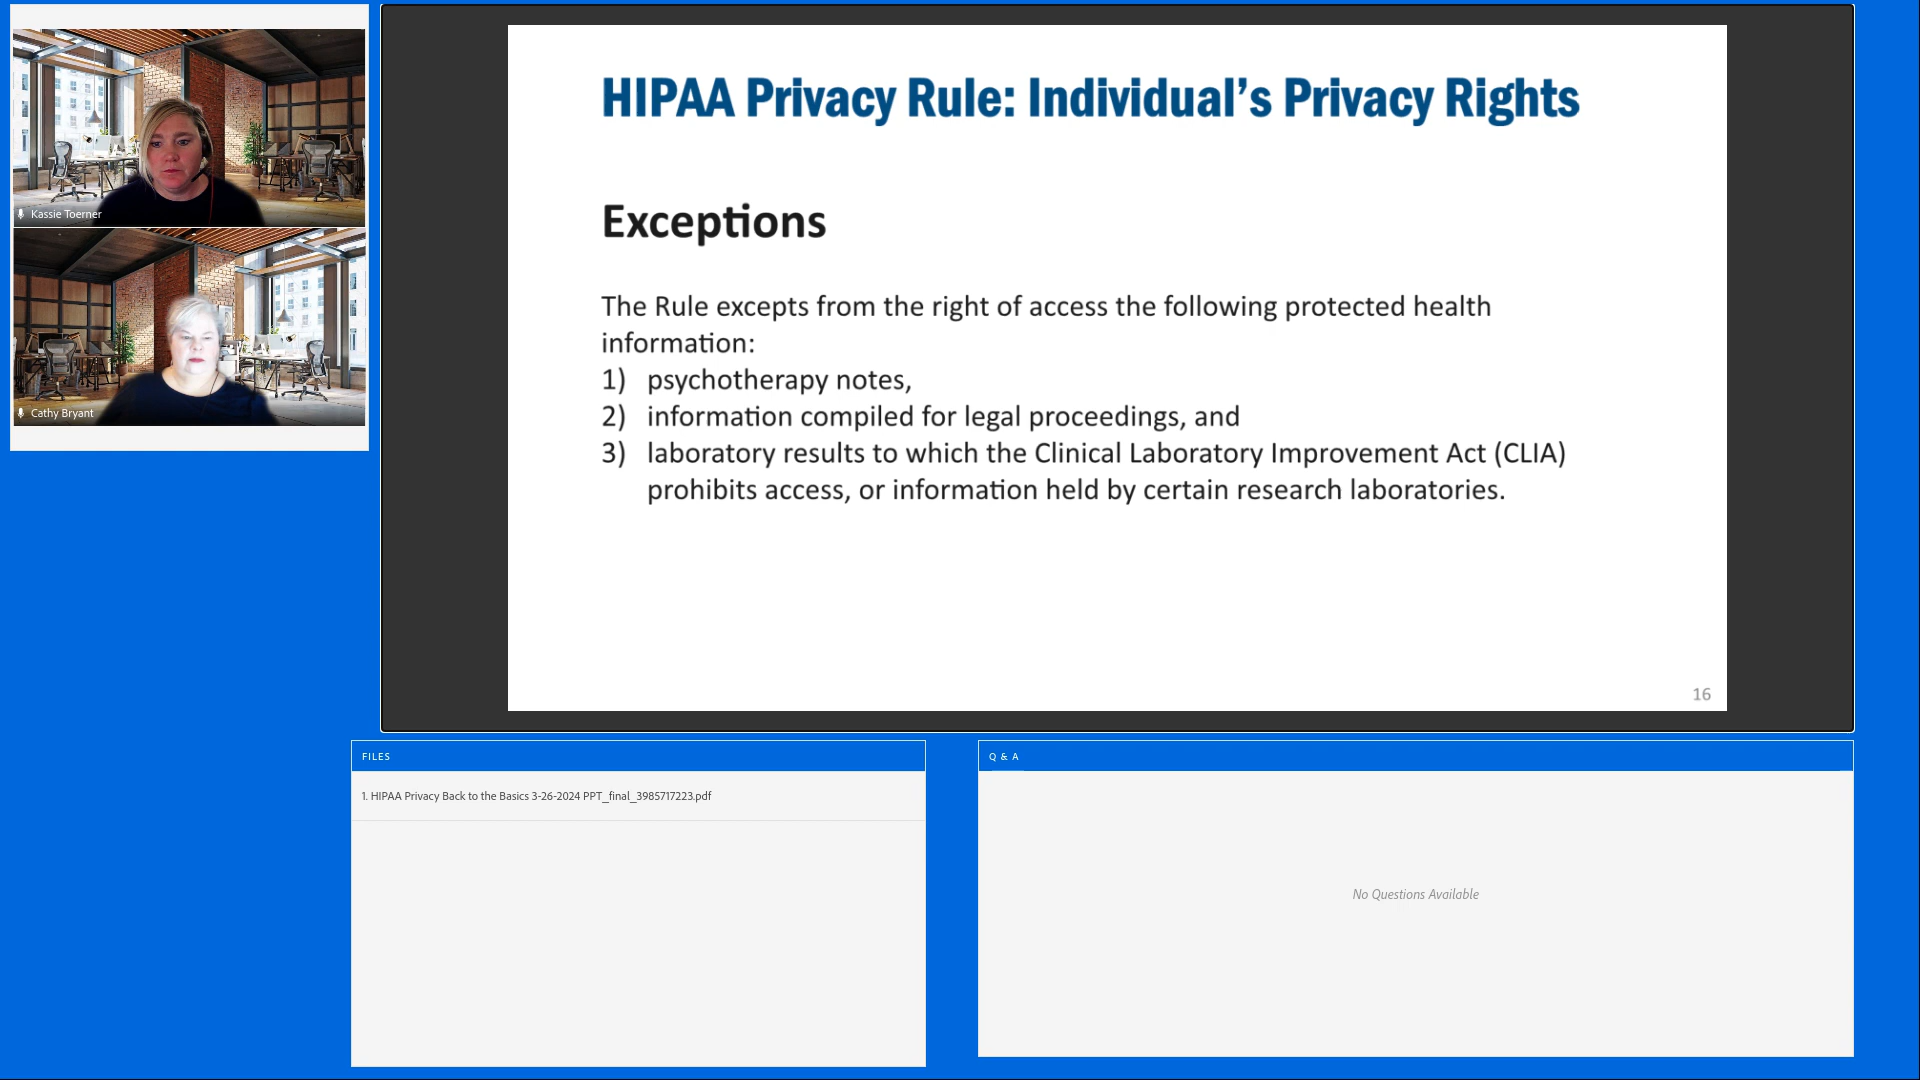 Kassie Toerner
Cathy Bryant
HIPAA Privacy Rule: Individual’s Privacy Rights
Exceptions
The Rule excepts from the right of access the following protected health
information:
1) psychotherapy notes,
2) information compiled for legal proceedings, and
3) laboratory results to which the Clinical Laboratory Improvement Act (CLIA)
prohibits access, or information held by certain research laboratories.
16
FILES
1. HIPAA Privacy Back to the Basics 3-26-2024 PPT_final_3985717223.pdf
Q & A
No Questions Available